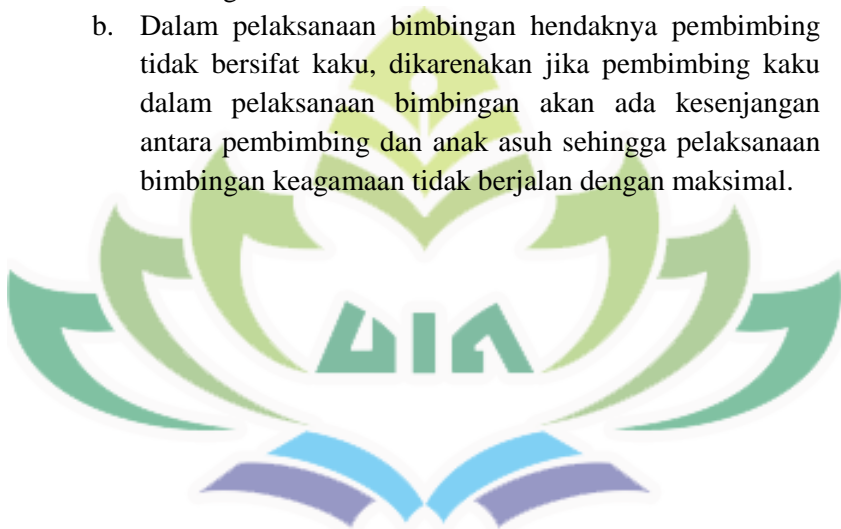 b. Dalam pelaksanaan bimbingan hendaknya pembimbing
tidak bersifat kaku, dikarenakan jika pembimbing kaku
dalam pelaksanaan bimbingan akan ada kesenjangan
antara pembimbing dan anak asuh sehingga pelaksanaan
bimbingan keagamaan tidak berjalan dengan maksimal.
UIN